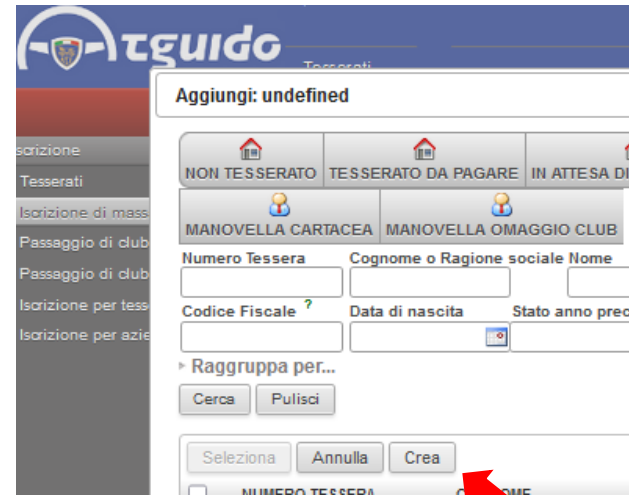 tguido
Tesserati
Aggiungi: undefined
NON TESSERATO TESSERATO DA PAGARE IN ATTESA DI
MANOVELLA CARTACEA MANOVELLA OMAGGIO CLUB
scrizione
Tesserati
Iscrizione di mass
Passaggio di club
Passaggio di club
Iscrizione per tess
Iscrizione per azie
Numero Tessera Cognome o Ragione sociale Nome
Codice Fiscale ? Data di nascita Stato anno prec
Raggruppa per...
Cerca Pulisci
Seleziona Annulla Crea
NUMERO TESSERA